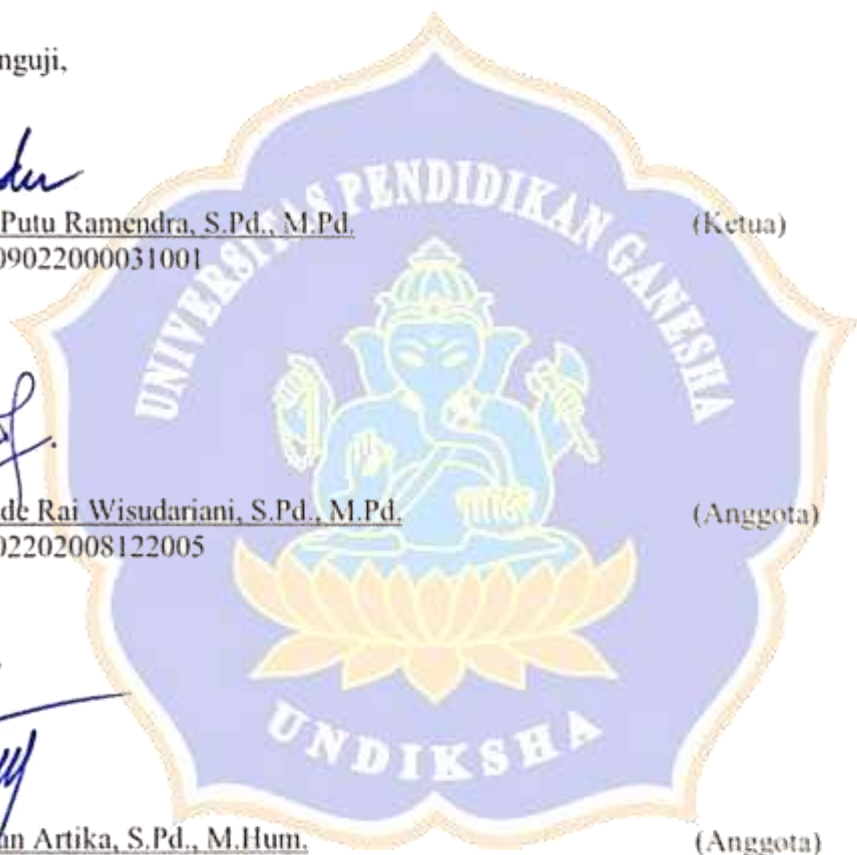 nguji,
Putu Ramendra, S.Pd., M.Pd. (Ketua)
09022000031001
UNIVERSITAS PENDIDIKAN GANESHA
de Rai Wisudariani, S.Pd., M.Pd. (Anggota)
02202008122005
UNDIKSHA
an Artika, S.Pd., M.Hum. (Anggota)